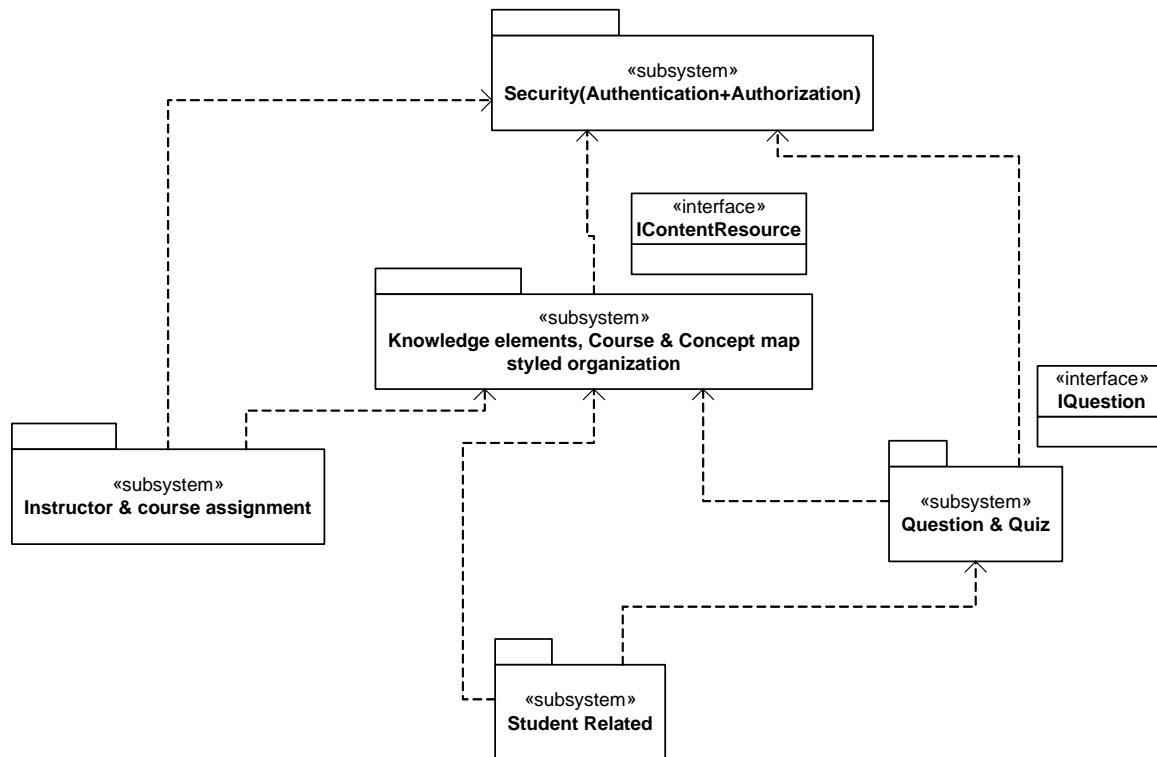 «subsystem»
Security(Authentication+Authorization)
«interface»
IContentResource
«subsystem»
Knowledge elements, Course & Concept map
styled organization
«interface»
IQuestion
«subsystem»
Instructor & course assignment
«subsystem»
Question & Quiz
«subsystem»
Student Related